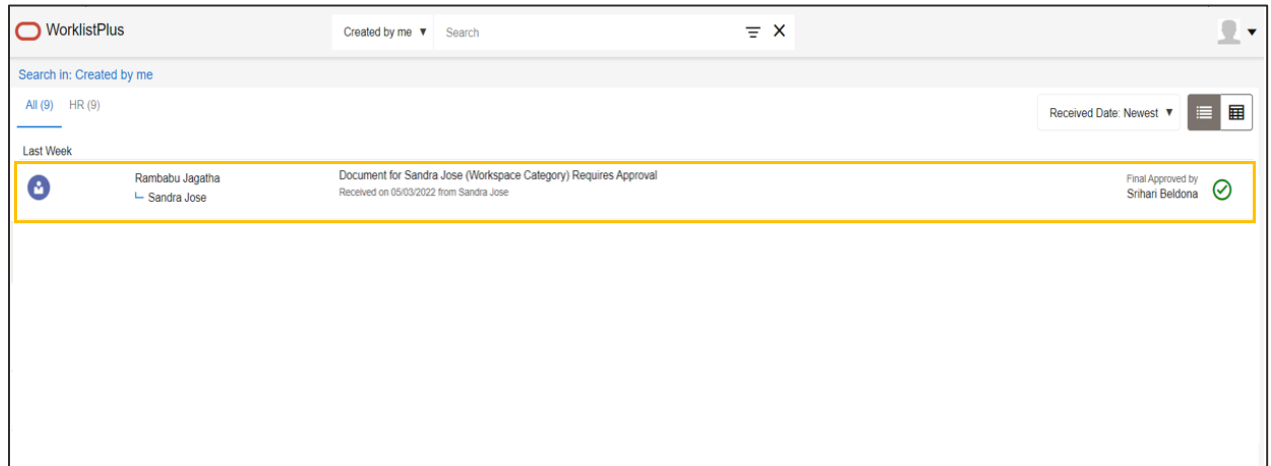 WorklistPlus
Created by me ▼ Search
Search in: Created by me
All (9) HR (9)
Received Date: Newest ▼
Last Week
Rambabu Jagatha
Sandra Jose
Document for Sandra Jose (Workspace Category) Requires Approval
Received on 05/03/2022 from Sandra Jose
Final Approved by
Srihari Beldona